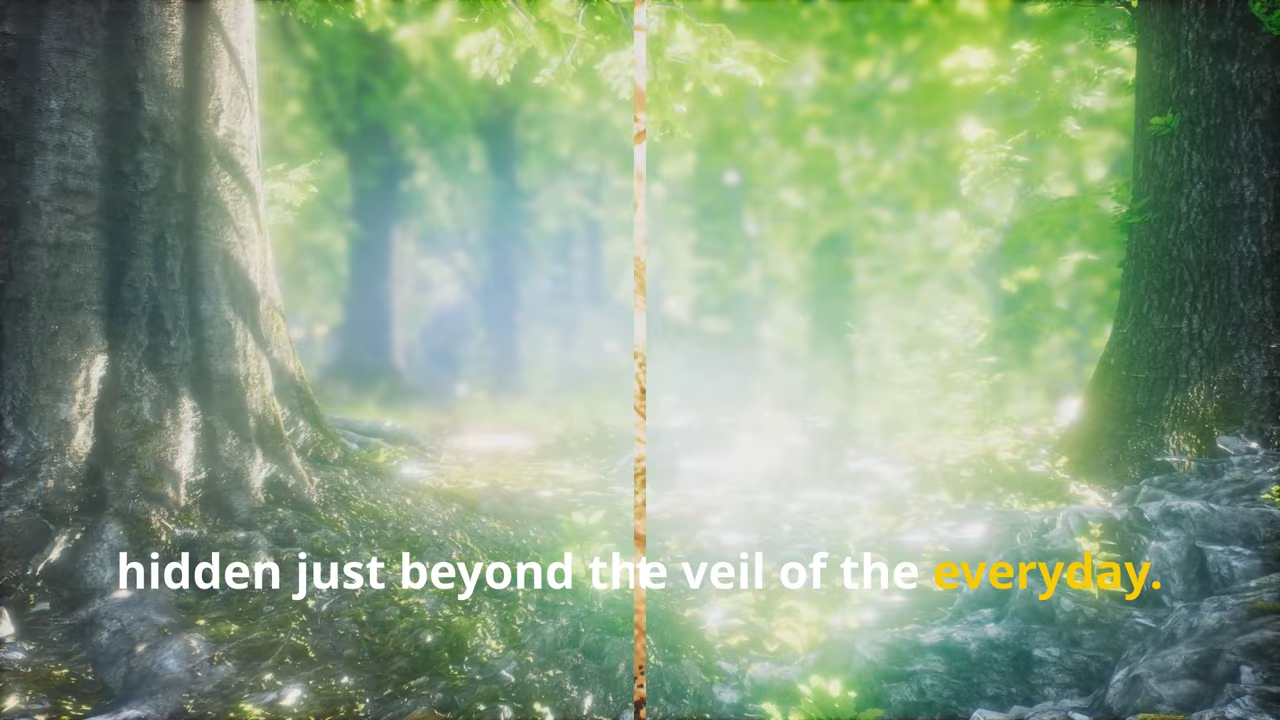 hidden just beyond the veil of the everyday.